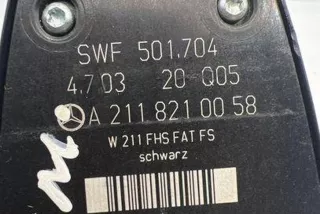 SWF 501.704
4.7 03 20 Q05
A 211 821 00 58
W 211 FHS FAT FS
schwarz